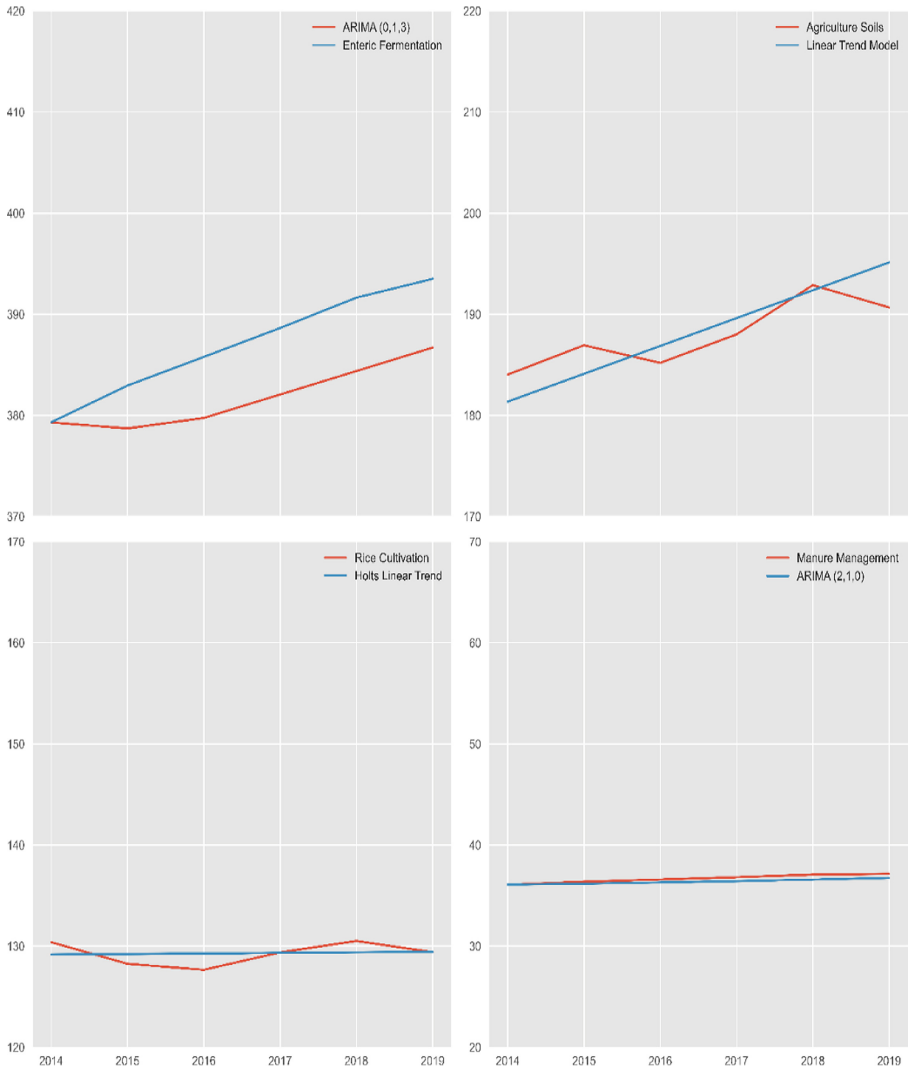 420
410
400
390
380
370
ARIMA (0,1,3)
Enteric Fermentation
220
210
200
190
180
170
Agriculture Soils
Linear Trend Model
170
160
150
140
130
120
Rice Cultivation
Holts Linear Trend
2014 2015 2016 2017 2018 2019
70
60
50
40
30
20
Manure Management
ARIMA (2,1,0)
2014 2015 2016 2017 2018 2019